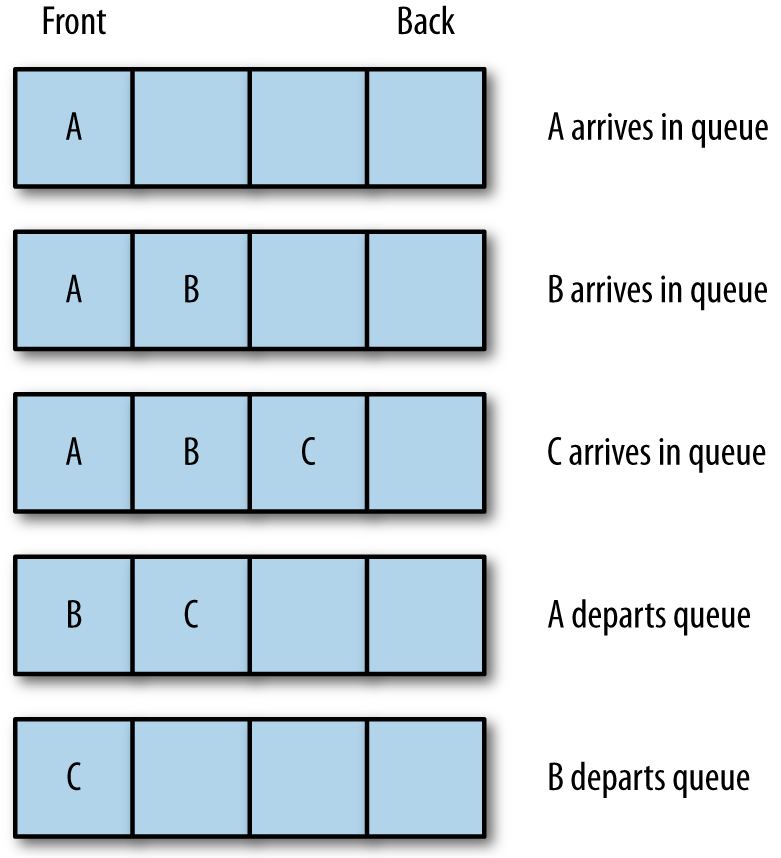 Front Back
A A arrives in queue
A B B arrives in queue
A B C C arrives in queue
B C A departs queue
C B departs queue